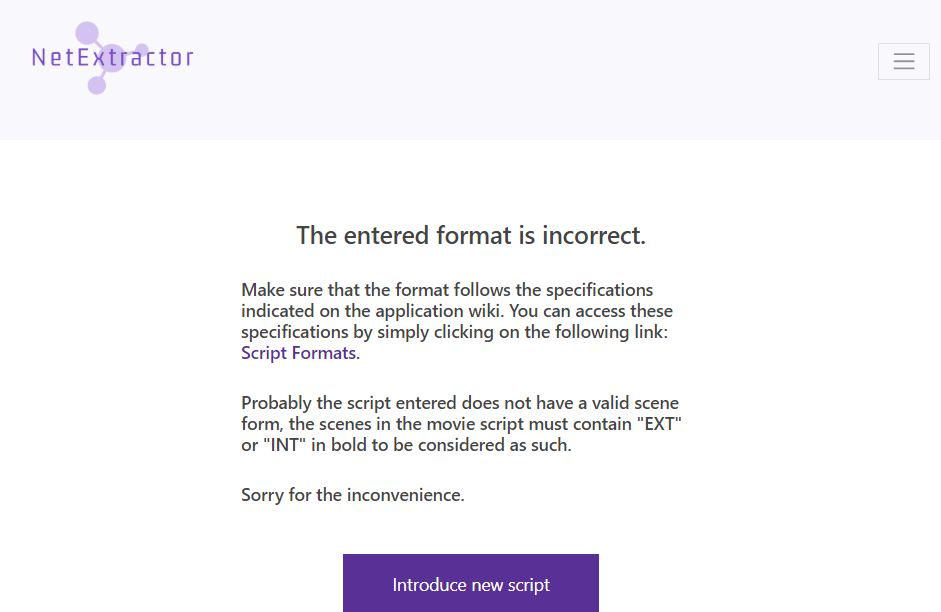 NetExtractor
The entered format is incorrect.
Make sure that the format follows the specifications
indicated on the application wiki. You can access these
specifications by simply clicking on the following link:
Script Formats.
Probably the script entered does not have a valid scene
form, the scenes in the movie script must contain "EXT"
or "INT" in bold to be considered as such.
Sorry for the inconvenience.
Introduce new script